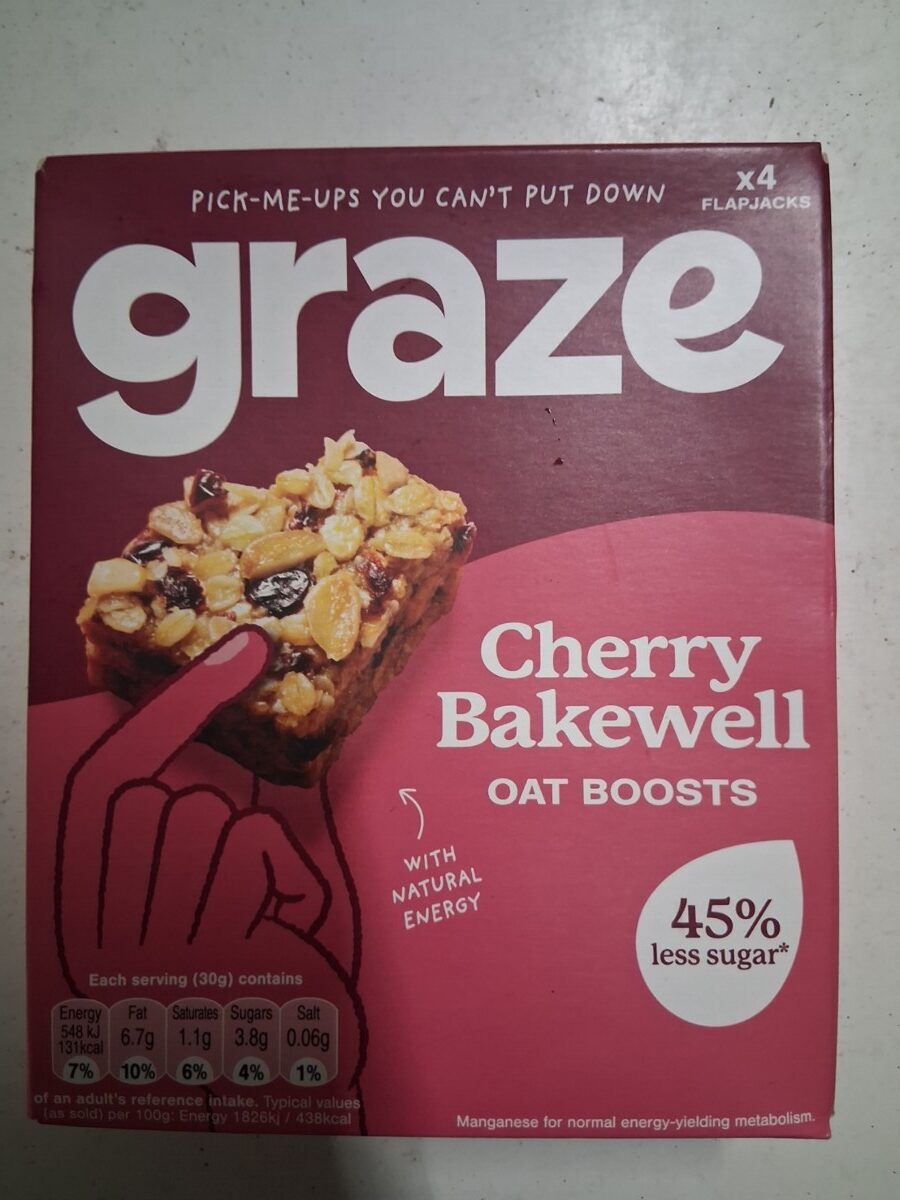 PICK-ME-UPS YOU CAN'T PUT DOWN
x4
FLAPJACKS
graze
Cherry
Bakewell
OAT BOOSTS
WITH
NATURAL
ENERGY
45%
less sugar*
Each serving (30g) contains
Energy Fat Saturates Sugars Salt
548 kJ
131kcal 6.7g 1.1g 3.8g 0.06g
7% 10% 6% 4% 1%
of an adult's reference intake. Typical values
(as sold) per 100g: Energy 1826kj / 438kcal
Manganese for normal energy-yielding metabolism.